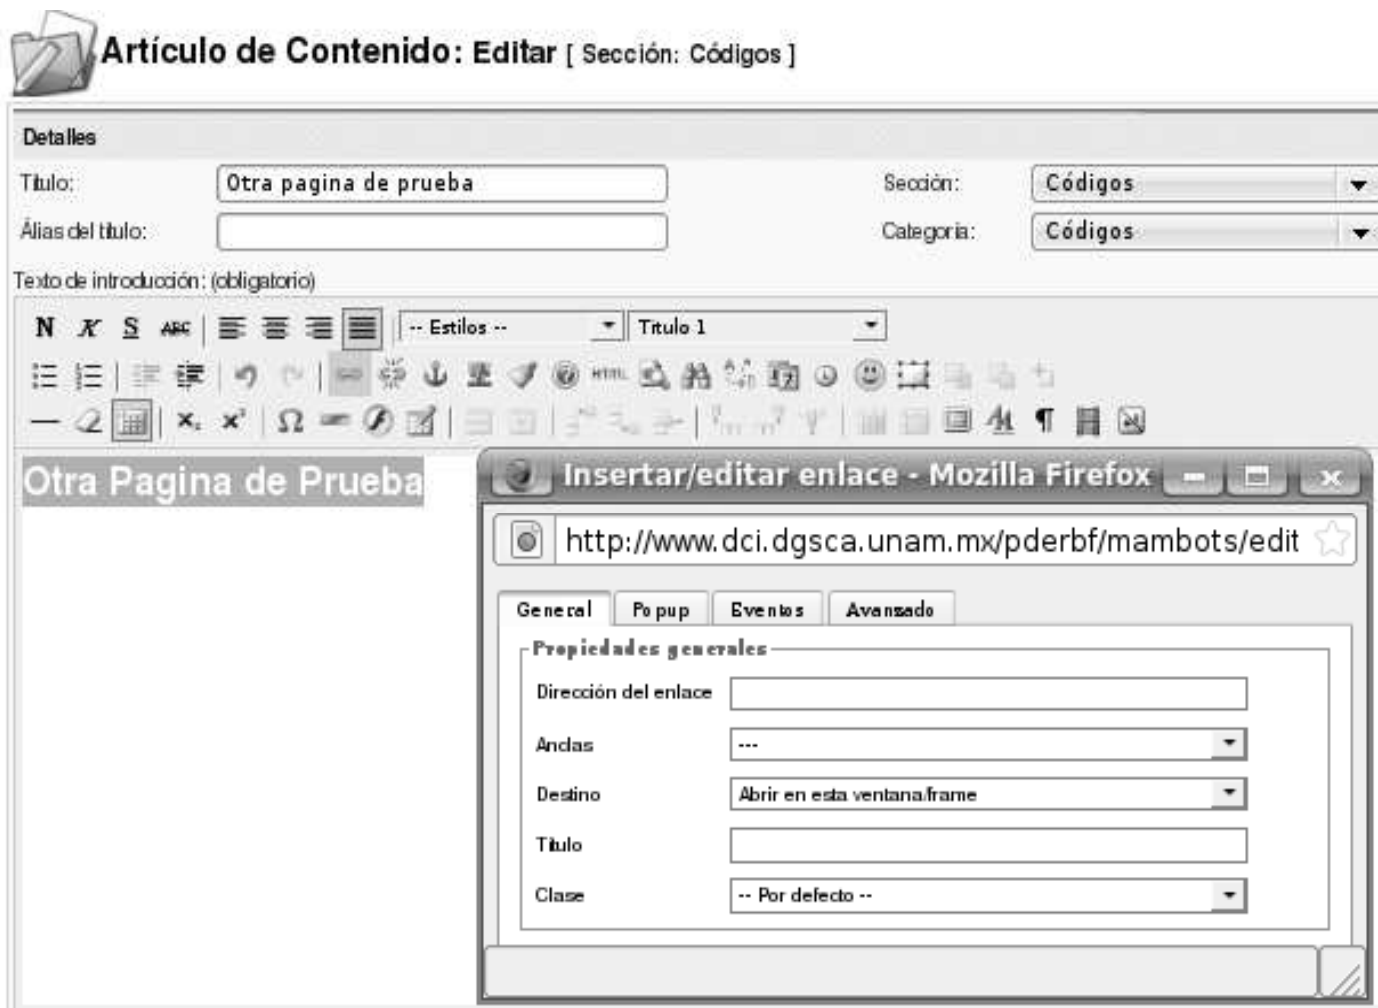 Artículo de Contenido: Editar [ Sección: Códigos ]
Detalles
Título: Otra pagina de prueba Sección: Códigos
Álias del título: Categoría: Códigos
Texto de introducción: (obligatorio)
N K S ABC -- Estilos -- Titulo 1
HTML
Ω ¶
Otra Pagina de Prueba
Insertar/editar enlace - Mozilla Firefox
http://www.dci.dgsca.unam.mx/pderbf/mambots/edit
General Popup Eventos Avanzado
Propiedades generales
Dirección del enlace
Anclas ---
Destino Abrir en esta ventana/frame
Título
Clase -- Por defecto --